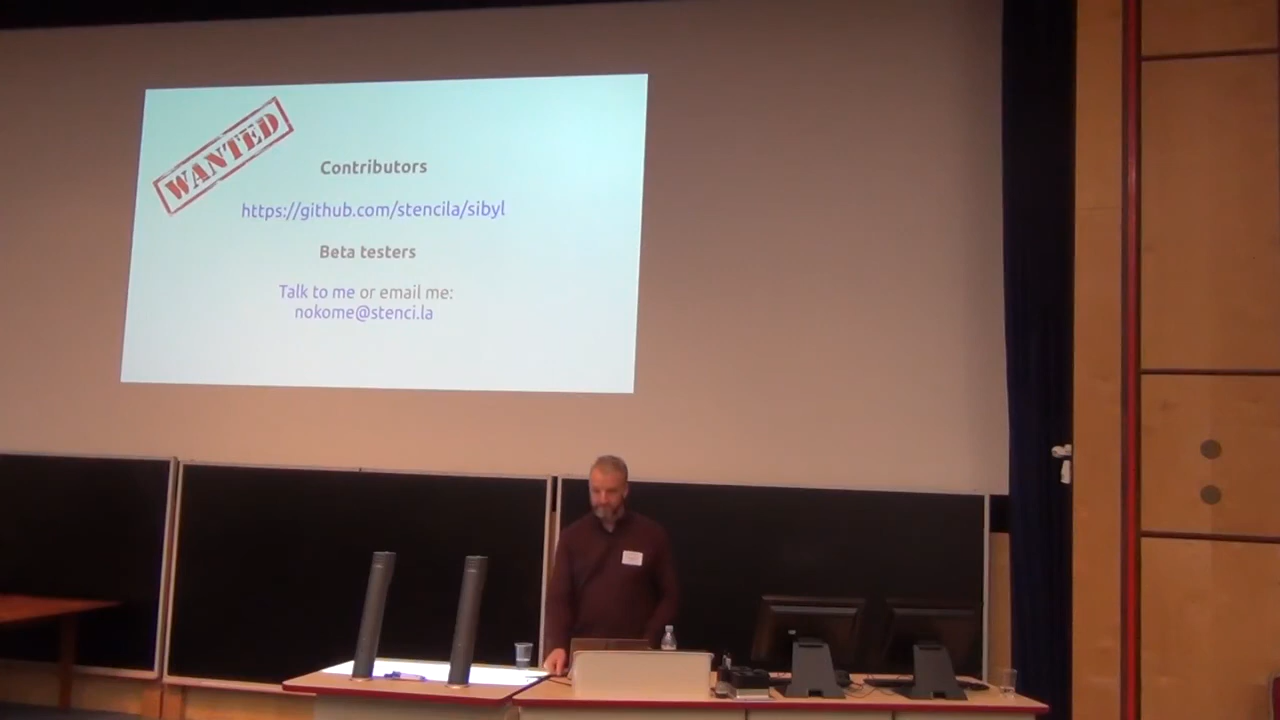 WANTED
Contributors
https://github.com/stencila/sibyl
Beta testers
Talk to me or email me:
nokome@stenci.la